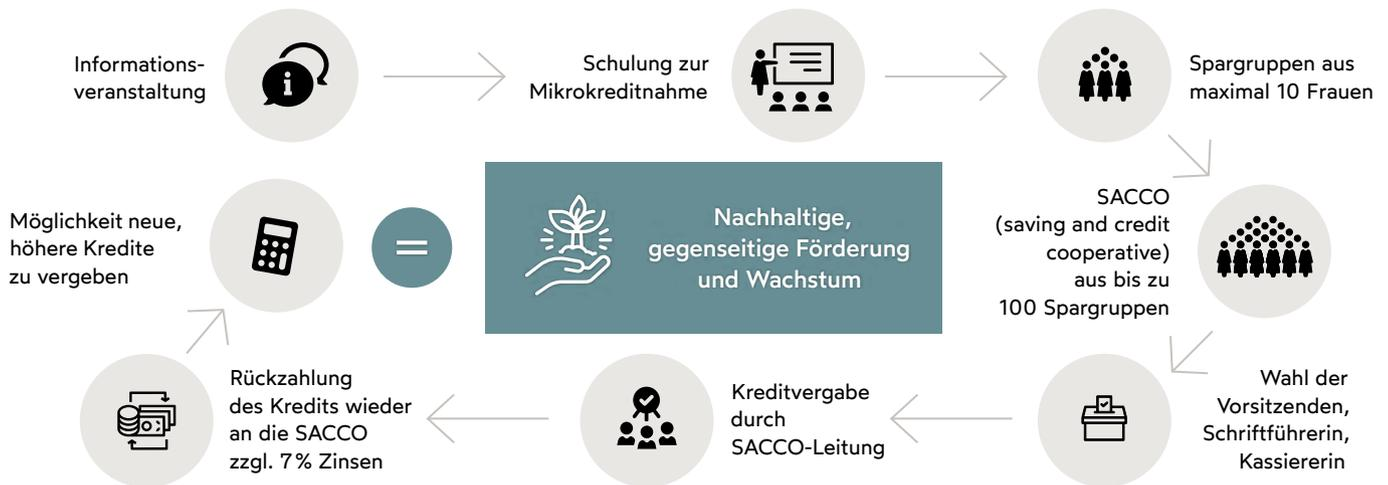 Informations-
veranstaltung
Schulung zur
Mikrokreditnahme
Spargruppen aus
maximal 10 Frauen
SACCO
(saving and credit
cooperative)
aus bis zu
100 Spargruppen
Wahl der
Vorsitzenden,
Schriftführerin,
Kassiererin
Kreditvergabe
durch
SACCO-Leitung
Rückzahlung
des Kredits wieder
an die SACCO
zzgl. 7% Zinsen
Möglichkeit neue,
höhere Kredite
zu vergeben
=
Nachhaltige,
gegenseitige Förderung
und Wachstum